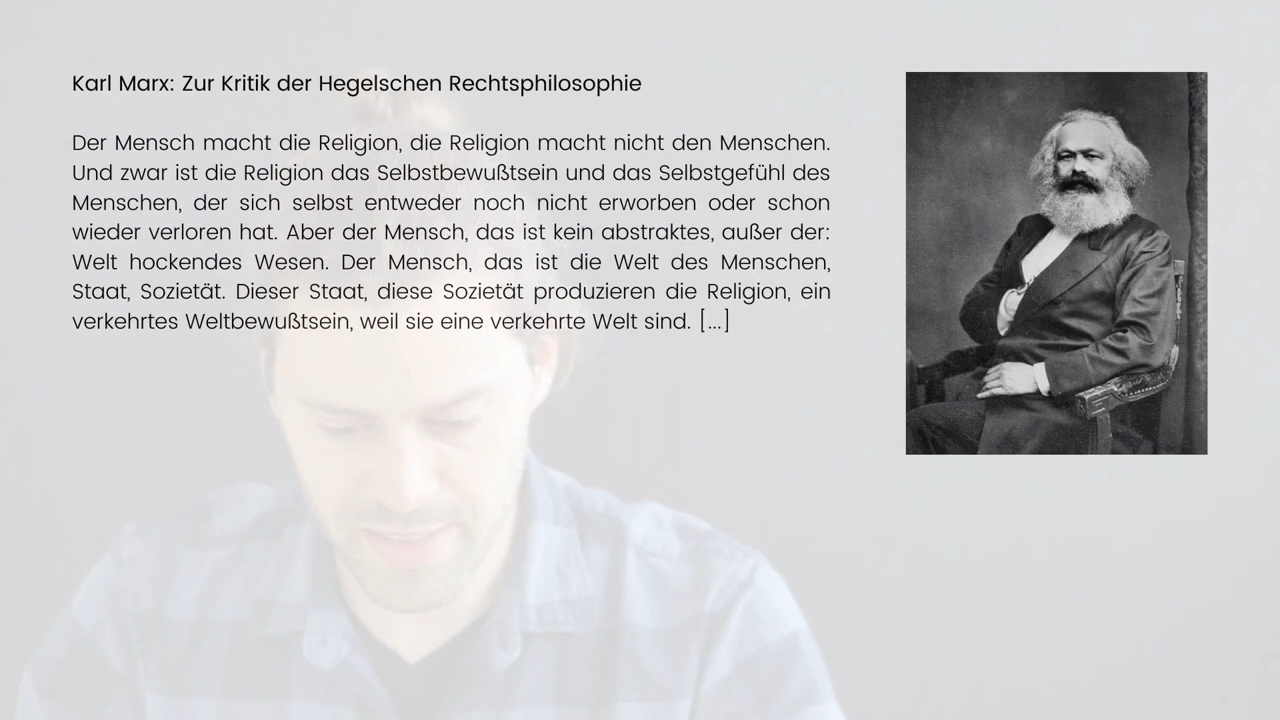 Karl Marx: Zur Kritik der Hegelschen Rechtsphilosophie
Der Mensch macht die Religion, die Religion macht nicht den Menschen.
Und zwar ist die Religion das Selbstbewußtsein und das Selbstgefühl des
Menschen, der sich selbst entweder noch nicht erworben oder schon
wieder verloren hat. Aber der Mensch, das ist kein abstraktes, außer der:
Welt hockendes Wesen. Der Mensch, das ist die Welt des Menschen,
Staat, Sozietät. Dieser Staat, diese Sozietät produzieren die Religion, ein
verkehrtes Weltbewußtsein, weil sie eine verkehrte Welt sind. [...]